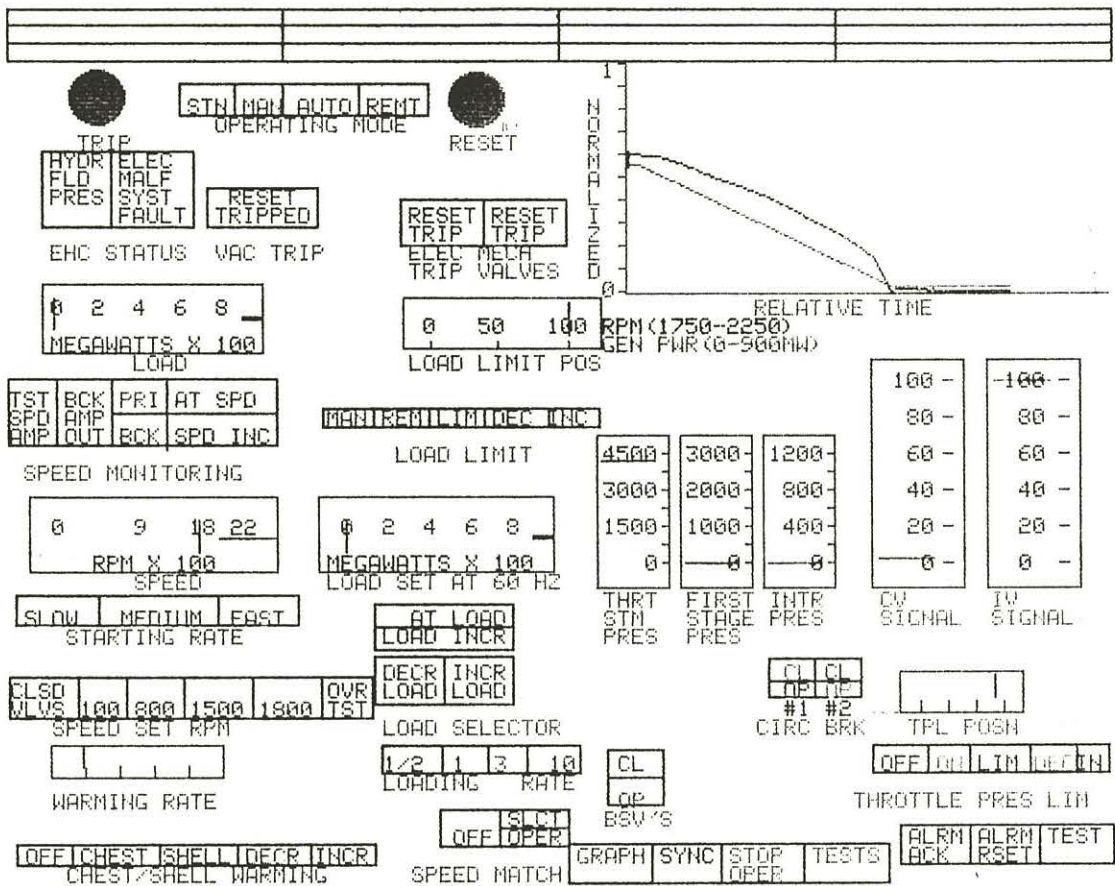 STN MAN AUTO REMT
OPERATING MODE
TRIP
RESET
HYDR FLD PRES
ELEC MALF SYST FAULT
EHC STATUS
RESET TRIPPED
VAC TRIP
RESET TRIP RESET TRIP
ELEC MECH
TRIP VALVES
1
NORMALIZED
0
RELATIVE TIME
RPM(1750-2250)
GEN PWR(0-900MW)
0 2 4 6 8
MEGAWATTS X 100
LOAD
0 50 100
LOAD LIMIT POS
TST SPD AMP
BCK AMP OUT
PRI AT SPD
BCK SPD INC
SPEED MONITORING
MAN REM LIM DEC INC
LOAD LIMIT
0 9 18 22
RPM X 100
SPEED
0 2 4 6 8
MEGAWATTS X 100
LOAD SET AT 60 HZ
4500
3000
1500
0
THRT STM PRES
3000
2000
1000
0
FIRST STAGE PRES
1200
800
400
0
INTR PRES
100
80
60
40
20
0
CV SIGNAL
100
80
60
40
20
0
IV SIGNAL
SLOW MEDIUM FAST
STARTING RATE
AT LOAD
LOAD INCR
DECR LOAD INCR LOAD
LOAD SELECTOR
CLSD VLVS 100 800 1500 1800 OVR TST
SPEED SET RPM
CL CL
OP OP
#1 #2
CIRC BRK
TPL POSN
WARMING RATE
1/2 1 3 10
LOADING RATE
CL
OP
BSV'S
OFF ON LIM DEC IN
THROTTLE PRES LIM
OFF SLCT OPER
SPEED MATCH
OFF CHEST SHELL DECR INCR
CHEST/SHELL WARMING
GRAPH SYNC STOP OPER TESTS
ALRM ACK ALRM RSET TEST